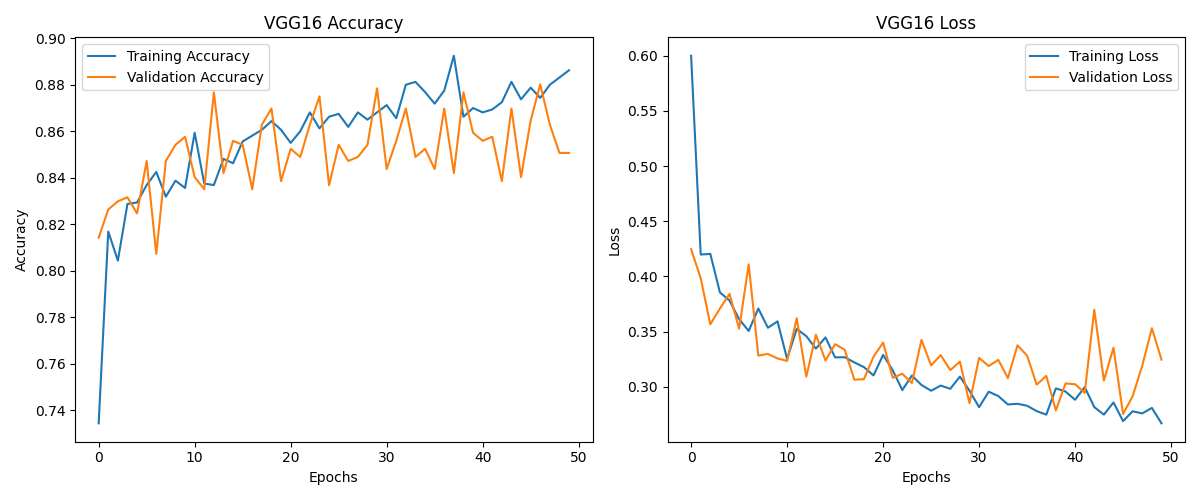 VGG16 Accuracy
Training Accuracy
Validation Accuracy
Accuracy
0.90
0.88
0.86
0.84
0.82
0.80
0.78
0.76
0.74
0 10 20 30 40 50
Epochs
VGG16 Loss
Training Loss
Validation Loss
Loss
0.60
0.55
0.50
0.45
0.40
0.35
0.30
0 10 20 30 40 50
Epochs